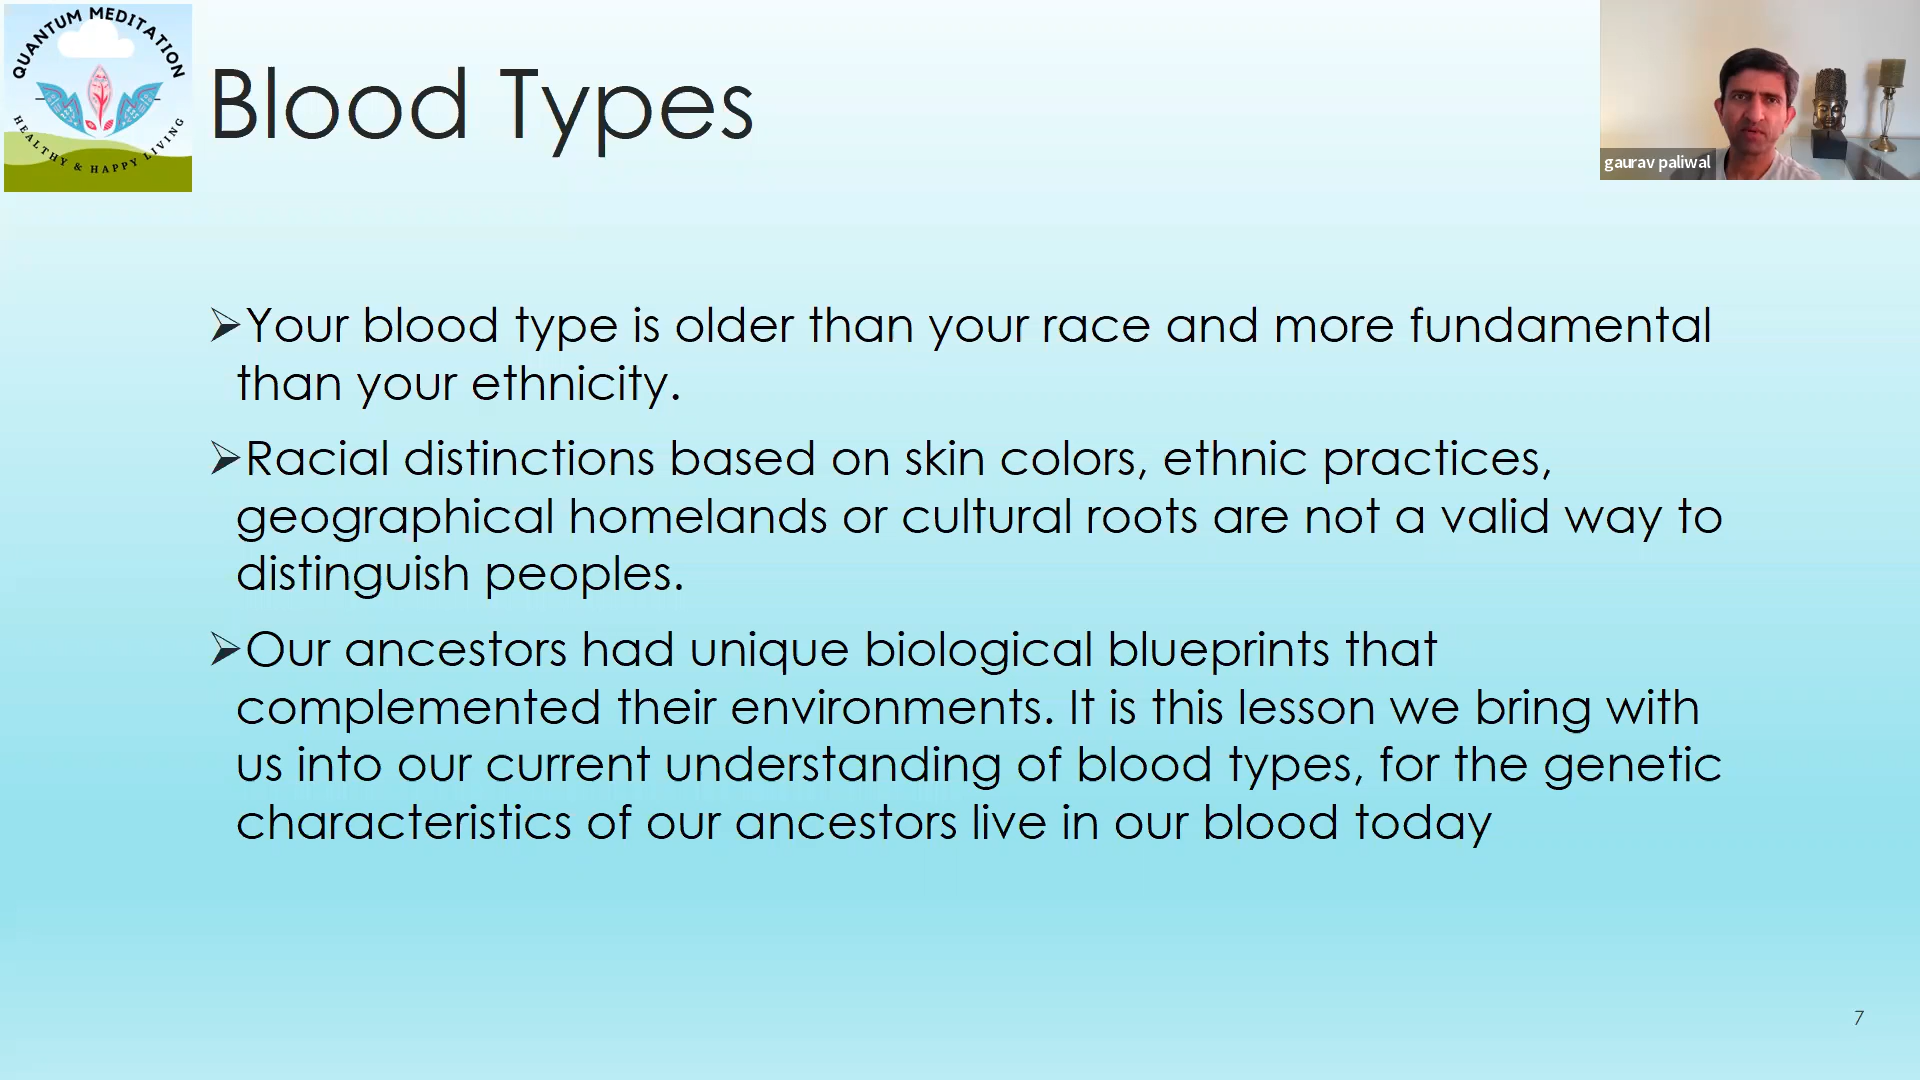 QUANTUM MEDITATION
HEALTHY & HAPPY LIVING
Blood Types
gaurav paliwal
➢Your blood type is older than your race and more fundamental
than your ethnicity.
➢Racial distinctions based on skin colors, ethnic practices,
geographical homelands or cultural roots are not a valid way to
distinguish peoples.
➢Our ancestors had unique biological blueprints that
complemented their environments. It is this lesson we bring with
us into our current understanding of blood types, for the genetic
characteristics of our ancestors live in our blood today
7